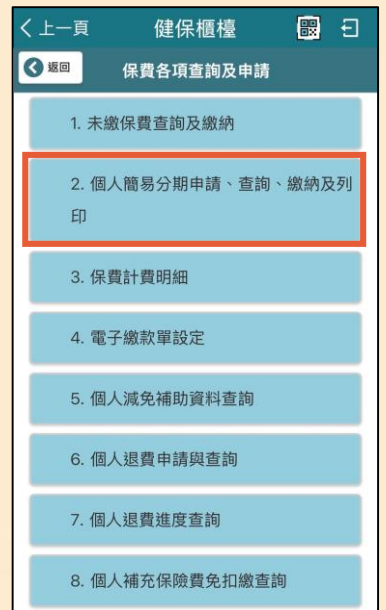 上一頁 健保櫃檯
返回 保費各項查詢及申請
1. 未繳保費查詢及繳納
2. 個人簡易分期申請、查詢、繳納及列
印
3. 保費計費明細
4. 電子繳款單設定
5. 個人減免補助資料查詢
6. 個人退費申請與查詢
7. 個人退費進度查詢
8. 個人補充保險費免扣繳查詢